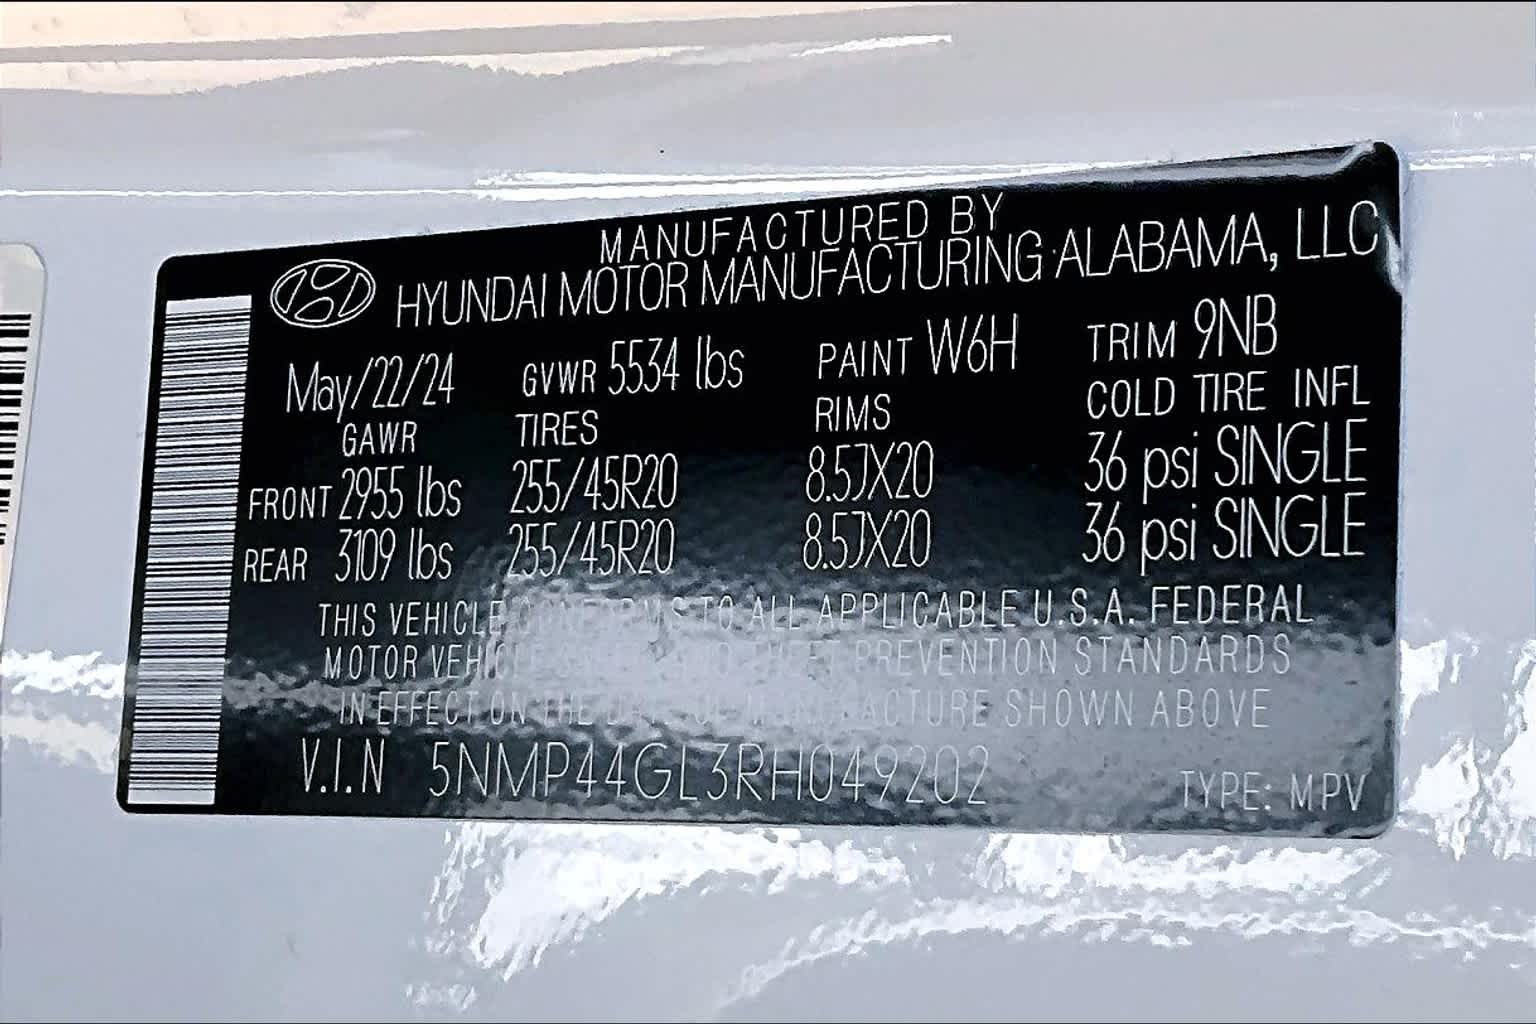 MANUFACTURED BY
HYUNDAI MOTOR MANUFACTURING ALABAMA, LLC
May/22/24 GVWR 5534 lbs PAINT W6H TRIM 9NB
GAWR TIRES RIMS COLD TIRE INFL
FRONT 2955 lbs 255/45R20 8.5JX20 36 psi SINGLE
REAR 3109 lbs 255/45R20 8.5JX20 36 psi SINGLE
THIS VEHICLE CONFORMS TO ALL APPLICABLE U.S.A. FEDERAL
MOTOR VEHICLE SAFETY AND THEFT PREVENTION STANDARDS
IN EFFECT ON THE DATE OF MANUFACTURE SHOWN ABOVE
V.I.N 5NMP44GL3RH049202 TYPE: MPV